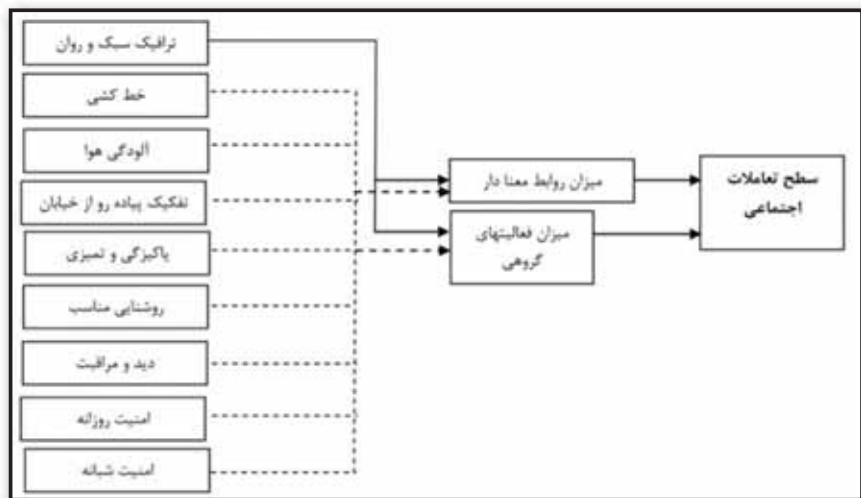 ترافیک سبک و روان
خط کشی
آلودگی هوا
تفکیک پیاده رو از خیابان
پاکیزگی و تمیزی
روشنایی مناسب
دید و مراقبت
امنیت روزانه
امنیت شبانه
میزان روابط معنا دار
میزان فعالیتهای
گروهی
سطح تعاملات
اجتماعی